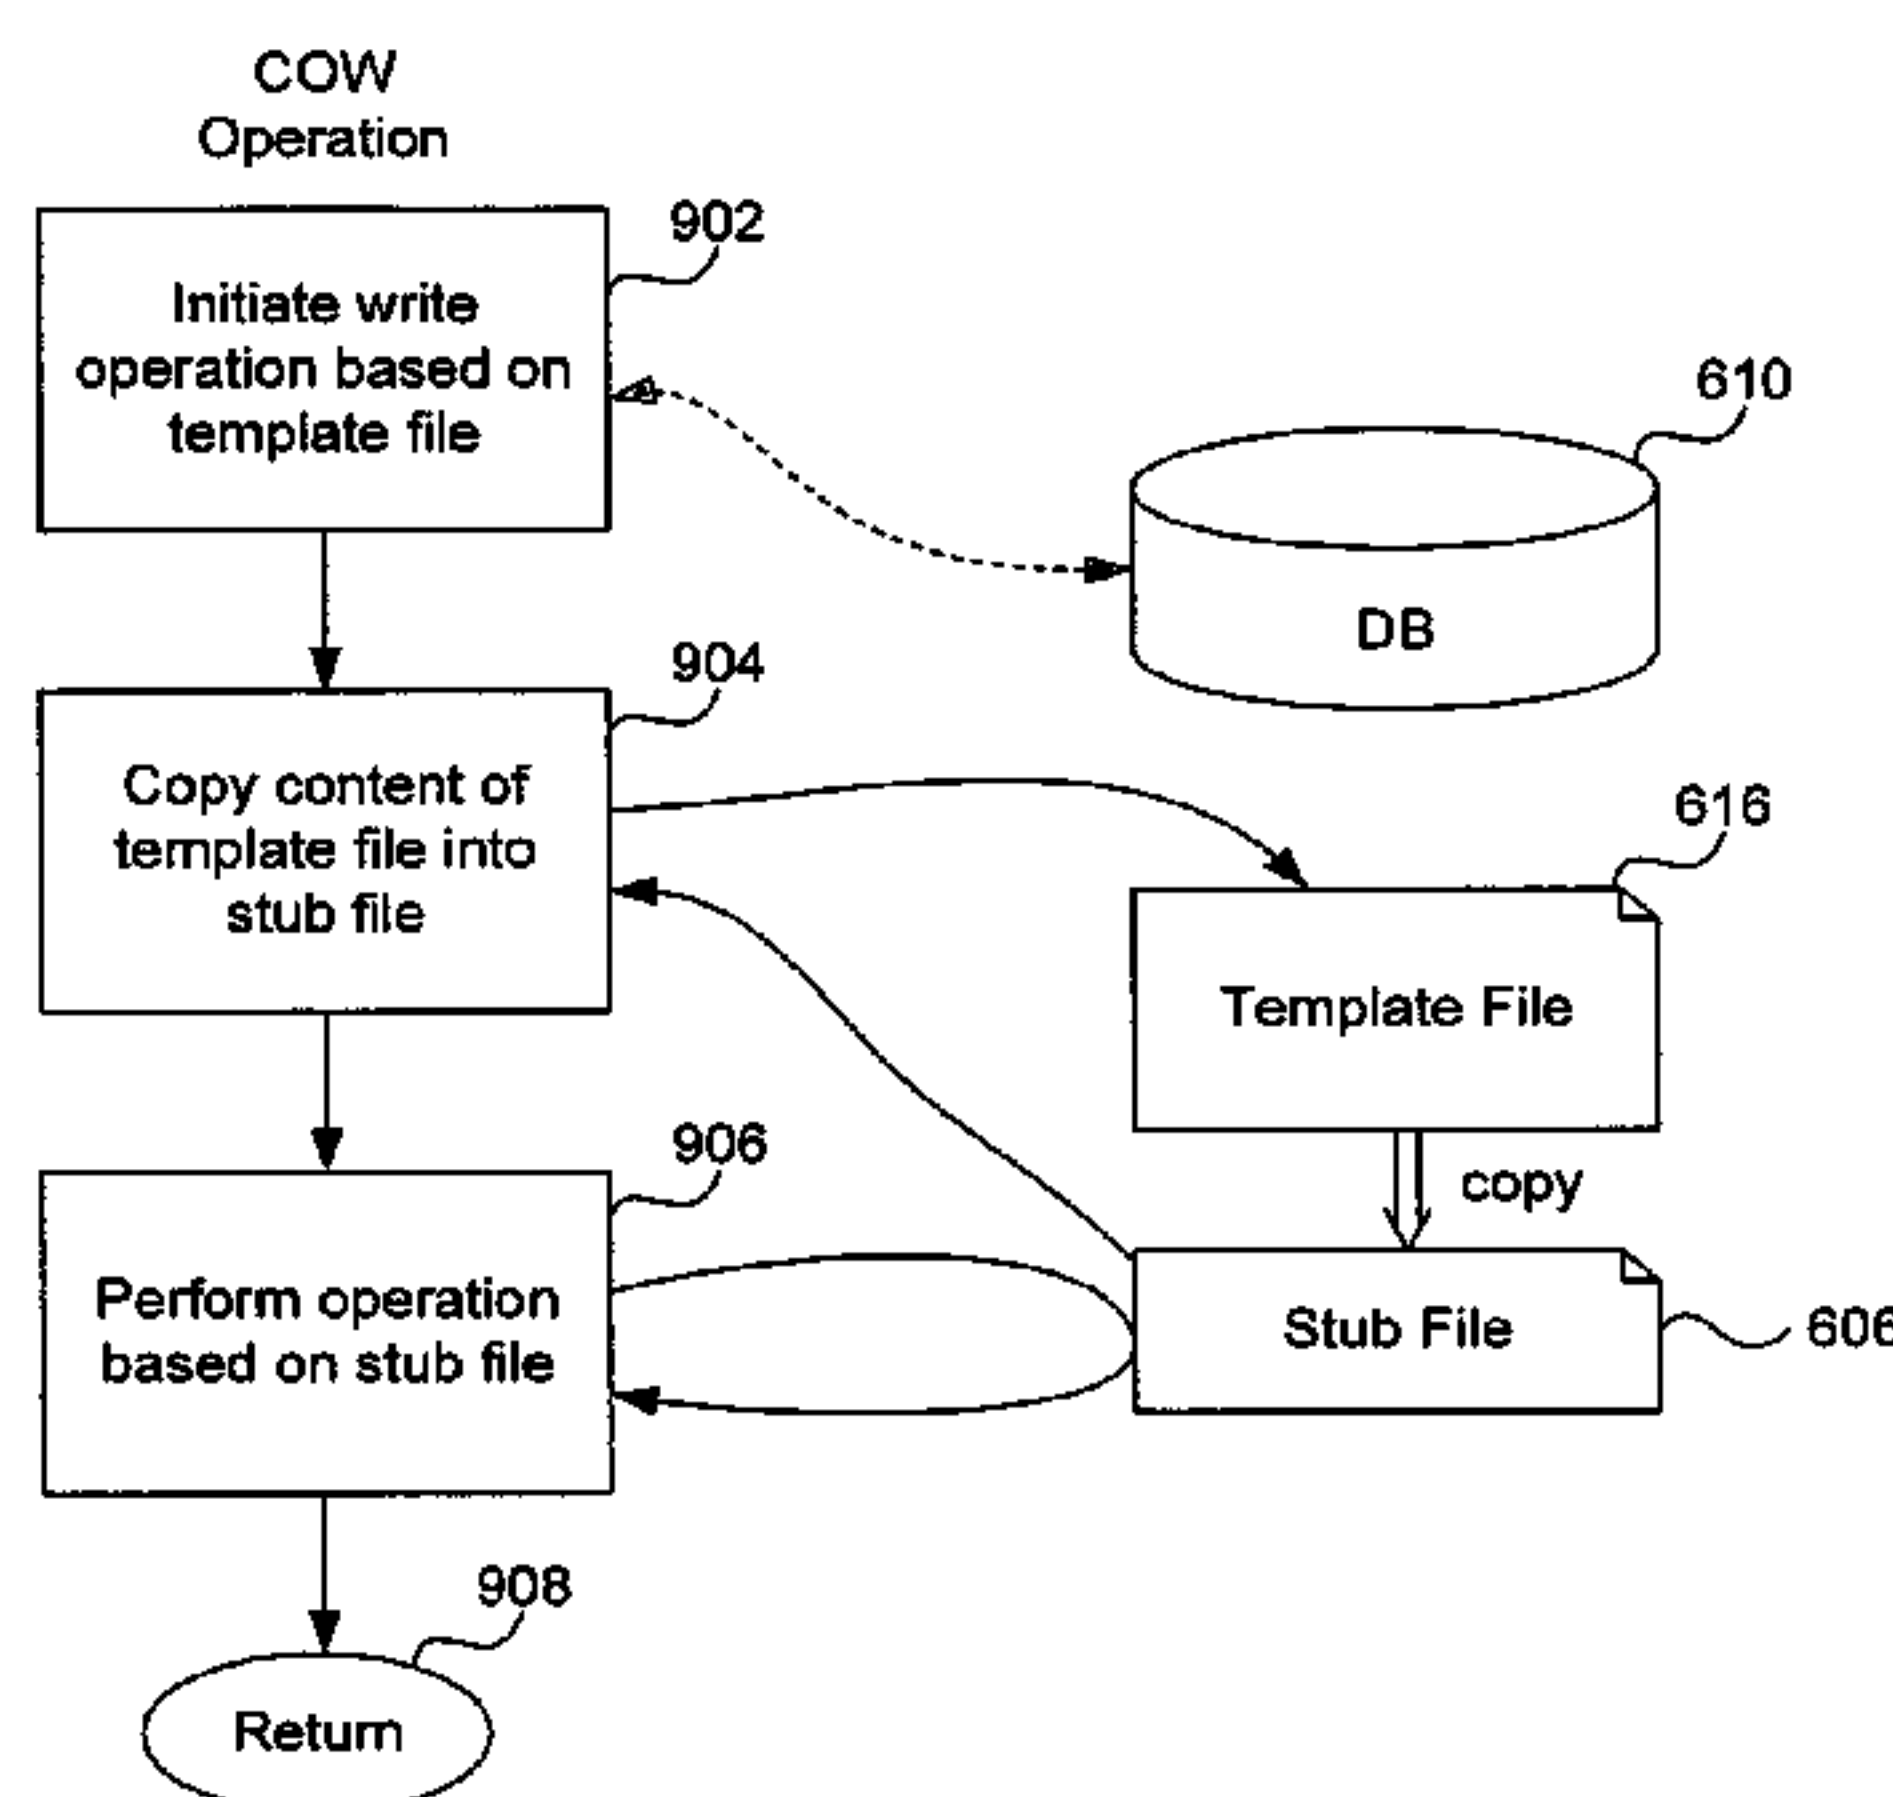 COW
Operation
902
Initiate write
operation based on
template file
610
DB
904
Copy content of
template file into
stub file
616
Template File
copy
906
Perform operation
based on stub file
Stub File
606
908
Return